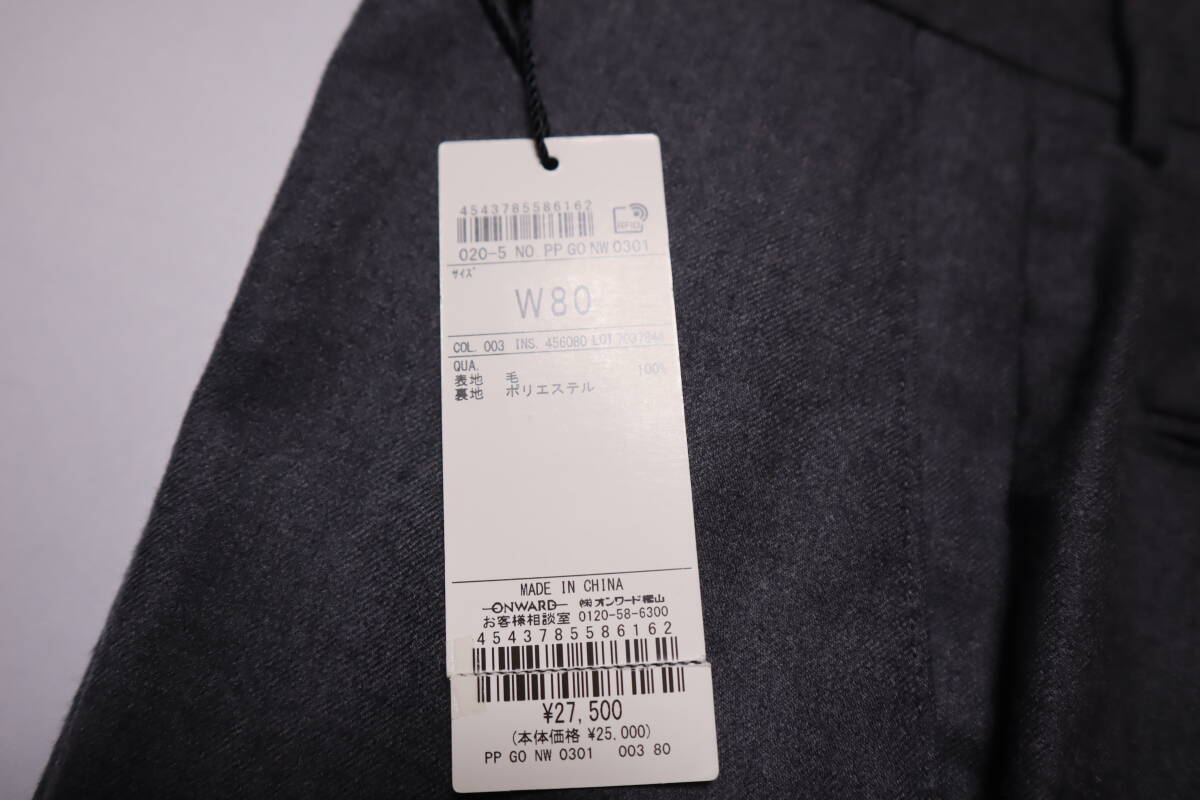 4543785586162
RFID
020-5 NO. PP GO NW 0301
サイズ
W80
COL. 003 INS. 456080 LOT
QUA.
表地 毛 100%
裏地 ポリエステル
MADE IN CHINA
ONWARD ㈱オンワード樫山
お客様相談室 0120-58-6300
4543785586162
¥27,500
(本体価格 ¥25,000)
PP GO NW 0301 003 80